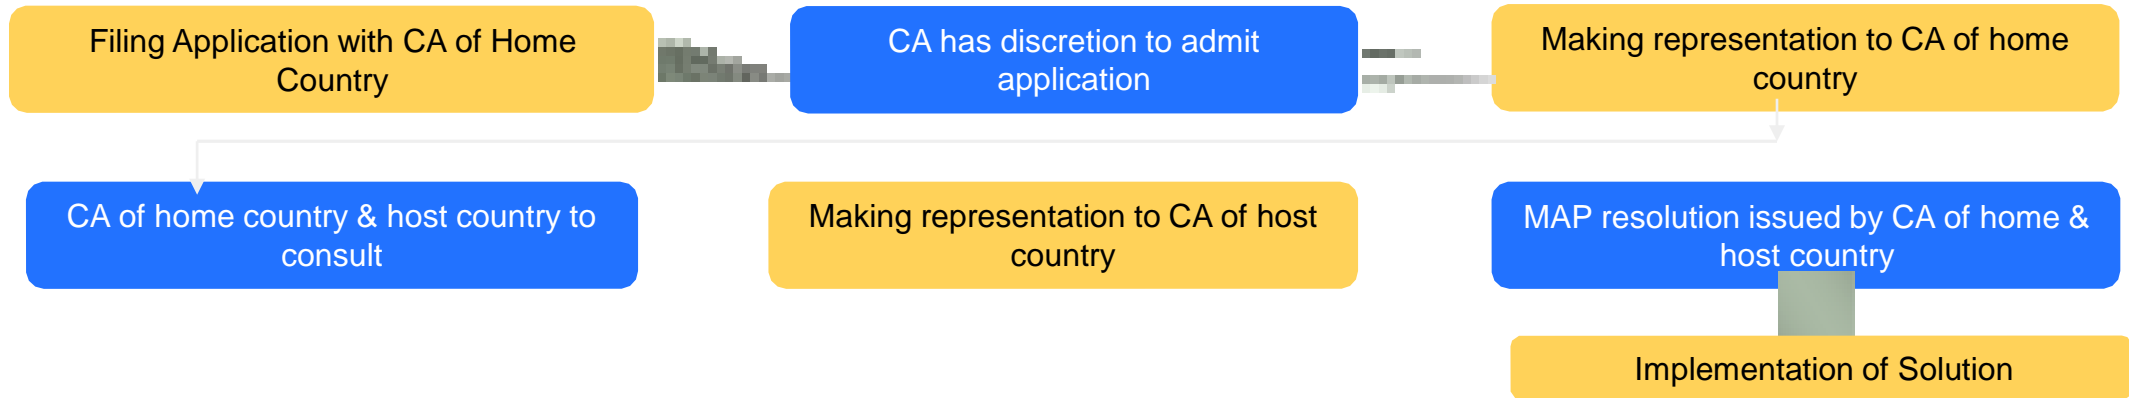 Filing Application with CA of Home
Country
CA has discretion to admit
application
Making representation to CA of home
country
CA of home country & host country to
consult
Making representation to CA of host
country
MAP resolution issued by CA of home &
host country
Implementation of Solution